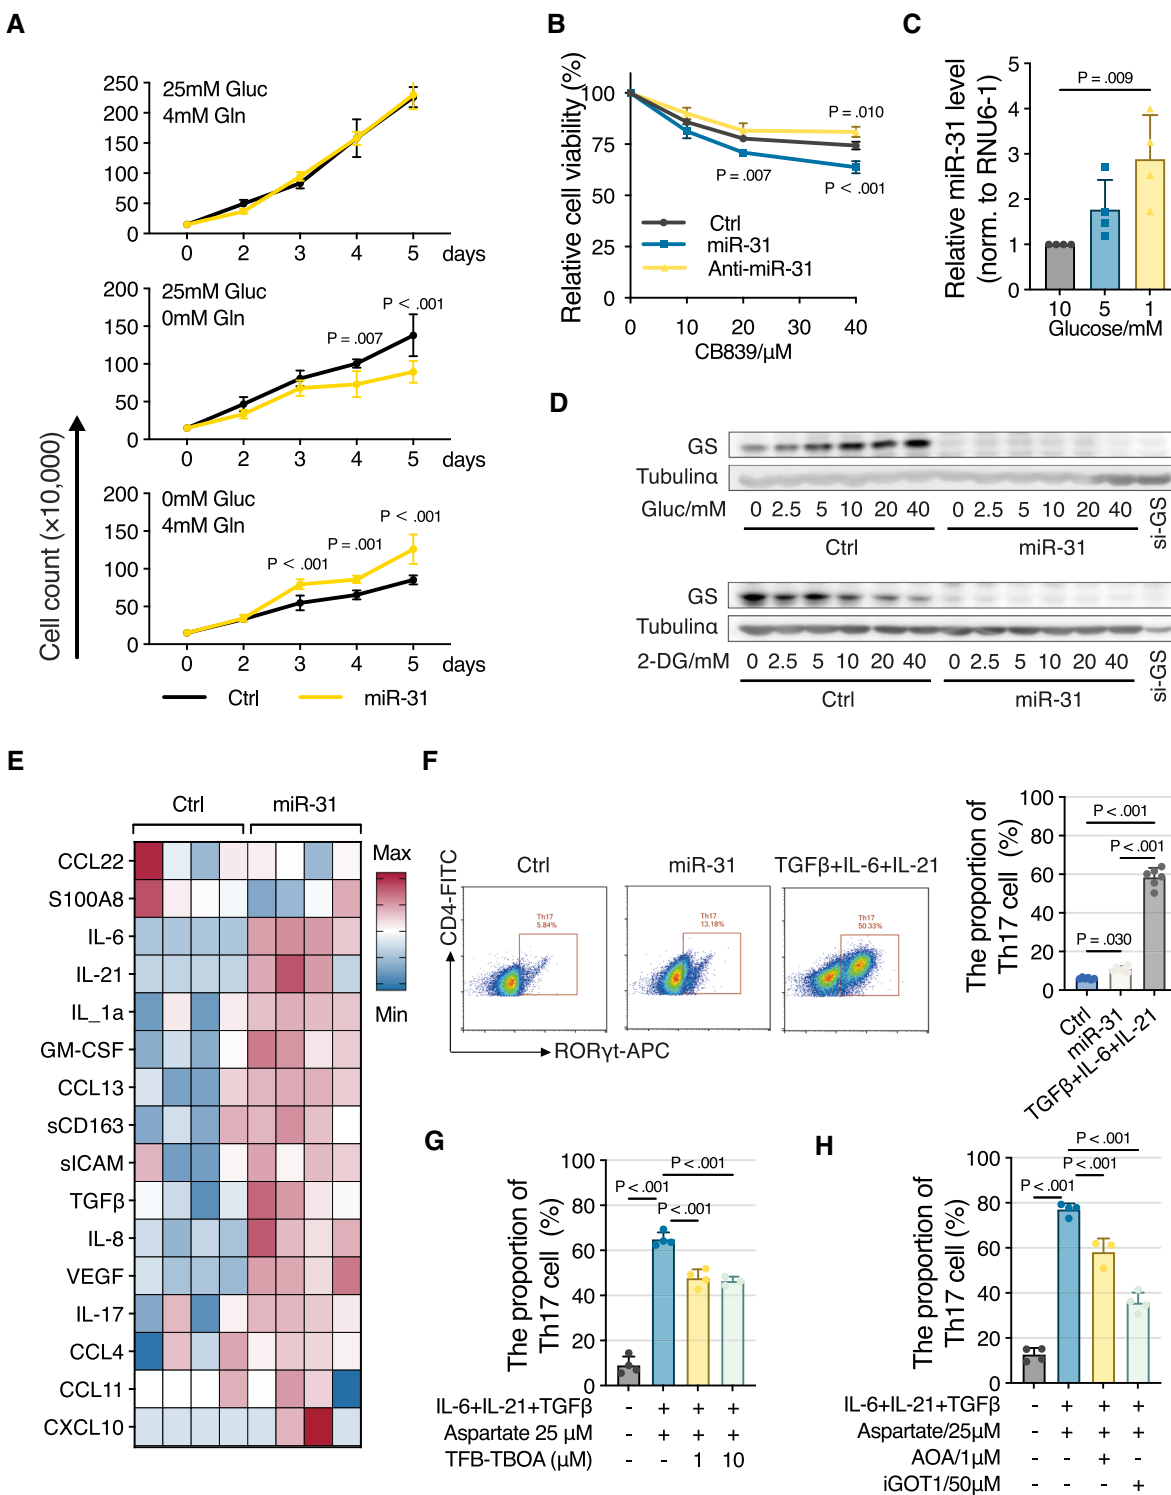 A
25mM Gluc
4mM Gln
250
200
150
100
50
0
0 2 3 4 5 days
25mM Gluc
0mM Gln
P < .001
P = .007
200
150
100
50
0
0 2 3 4 5 days
0mM Gluc
4mM Gln
P < .001
P = .001
P < .001
200
150
100
50
0
0 2 3 4 5 days
Cell count (×10,000)
Ctrl miR-31
B
Relative cell viability (%)
100
75
50
25
0
P = .010
P = .007
P < .001
Ctrl
miR-31
Anti-miR-31
0 10 20 30 40
CB839/μM
C
Relative miR-31 level
(norm. to RNU6-1)
5
4
3
2
1
0
P = .009
10 5 1
Glucose/mM
D
GS
Tubulinα
Gluc/mM 0 2.5 5 10 20 40 0 2.5 5 10 20 40 si-GS
Ctrl miR-31
GS
Tubulinα
2-DG/mM 0 2.5 5 10 20 40 0 2.5 5 10 20 40 si-GS
Ctrl miR-31
E
Ctrl miR-31
CCL22
S100A8
IL-6
IL-21
IL_1a
GM-CSF
CCL13
sCD163
sICAM
TGFβ
IL-8
VEGF
IL-17
CCL4
CCL11
CXCL10
Max
Min
F
Ctrl miR-31 TGFβ+IL-6+IL-21
CD4-FITC
Th17
5.84%
Th17
13.18%
Th17
50.33%
RORγt-APC
The proportion of
Th17 cell (%)
100
80
60
40
20
0
P < .001
P < .001
P = .030
Ctrl
miR-31
TGFβ+IL-6+IL-21
G
The proportion of
Th17 cell (%)
100
80
60
40
20
0
P < .001
P < .001
P < .001
IL-6+IL-21+TGFβ - + + +
Aspartate 25 μM - + + +
TFB-TBOA (μM) - - 1 10
H
The proportion of
Th17 cell (%)
100
80
60
40
20
0
P < .001
P < .001
P < .001
IL-6+IL-21+TGFβ - + + +
Aspartate/25μM - + + +
AOA/1μM - - + -
iGOT1/50μM - - - +